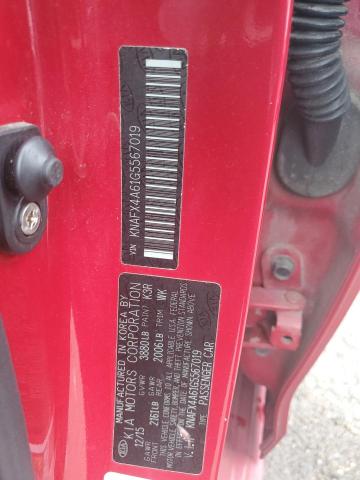 VIN KNAFX4A61G5567019
MANUFACTURED IN KOREA BY
KIA MOTORS CORPORATION
12/15 GVWR 3880LB PAINT K3R
GAWR FRONT 2161LB GAWR REAR 2006LB TRIM WK
THIS VEHICLE CONFORMS TO ALL APPLICABLE U.S.A. FEDERAL
MOTOR VEHICLE SAFETY, BUMPER, AND THEFT PREVENTION STANDARDS
IN EFFECT ON THE DATE OF MANUFACTURE SHOWN ABOVE.
KNAFX4A61G5567019
TYPE: PASSENGER CAR